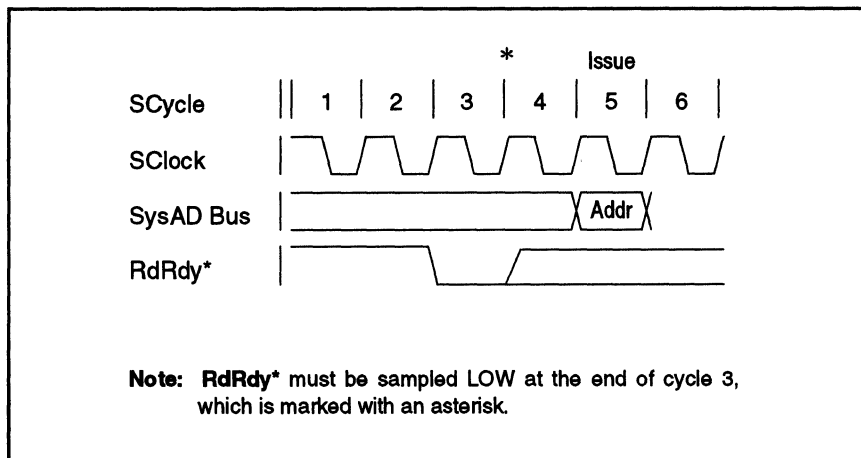 * Issue
SCycle 1 2 3 4 5 6
SClock
SysAD Bus Addr
RdRdy*
Note: RdRdy* must be sampled LOW at the end of cycle 3,
which is marked with an asterisk.